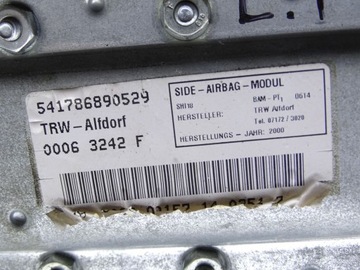 541786890529
TRW-Alfdorf
0006 3242 F
SIDE-AIRBAG-MODUL
BAM-PT1 0614
HERSTELLER: TRW Alfdorf
Tel. 07172 / 3020
HERSTELLUNGS- JAHR: 2000